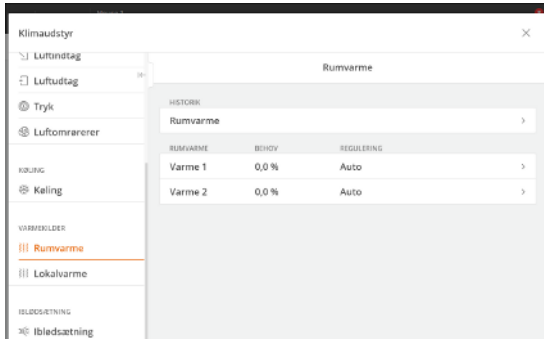 Klimaudstyr
Luftindtag
Luftudtag
Tryk
Luftomrører
KØLING
Køling
VARMEKILDER
Rumvarme
Lokalvarme
IBLØDSÆTNING
Iblødsætning
Rumvarme
HISTORIK
Rumvarme
RUMVARME BEHOV REGULERING
Varme 1 0,0 % Auto
Varme 2 0,0 % Auto